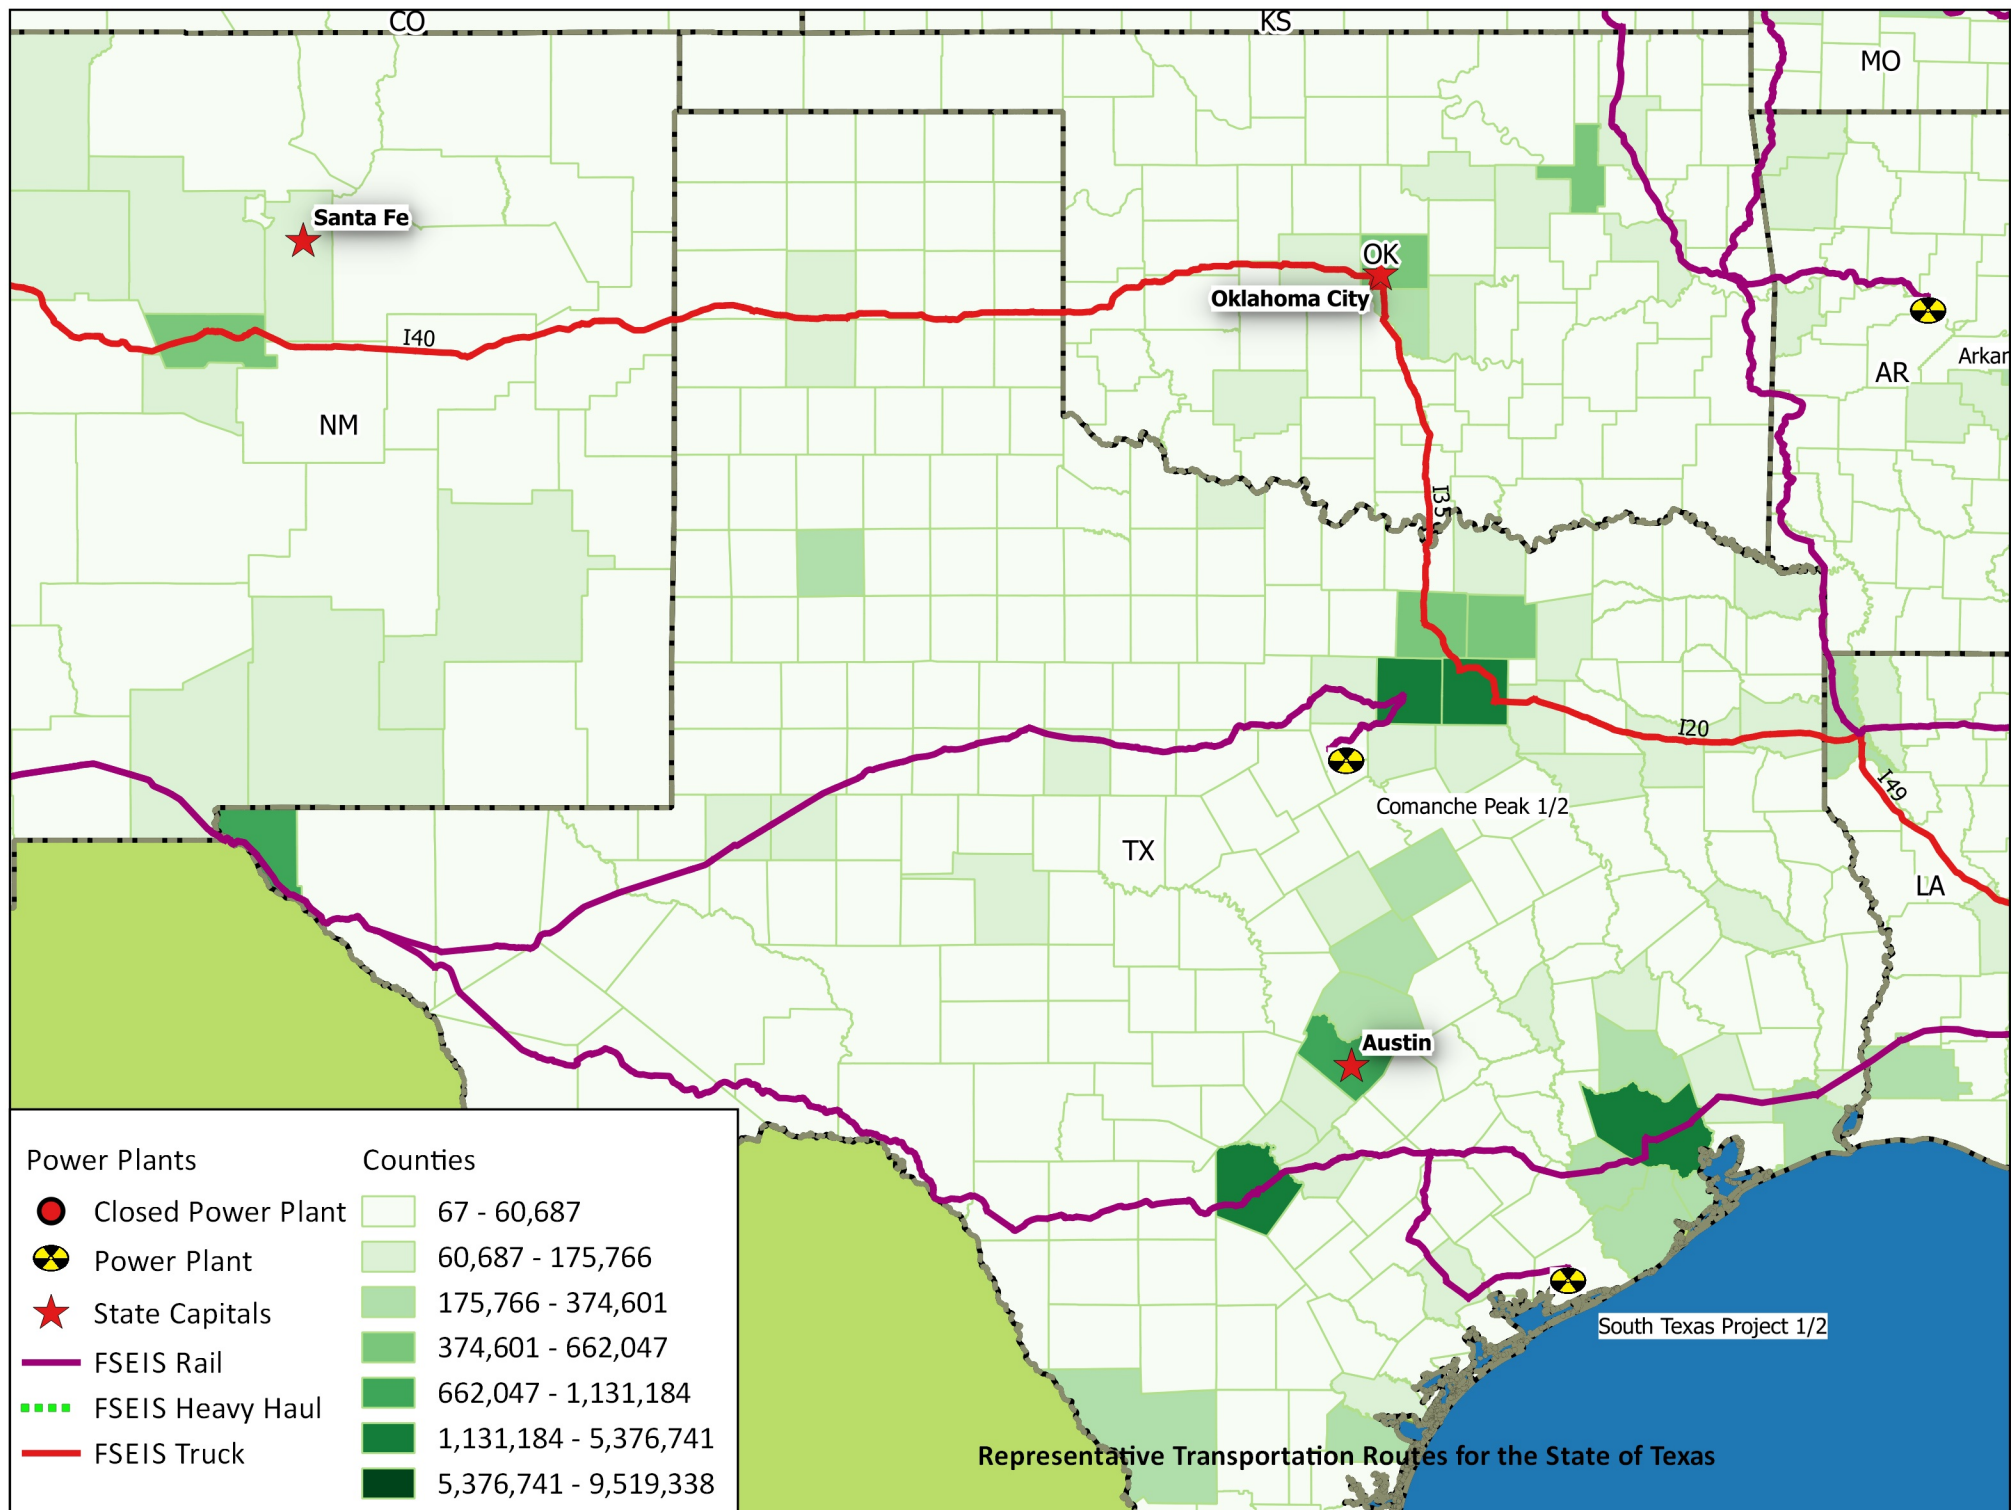 CO
KS
MO
Santa Fe
OK
Oklahoma City
I40
Arkan
AR
NM
I35
I20
I49
Comanche Peak 1/2
TX
LA
Austin
South Texas Project 1/2
Representative Transportation Routes for the State of Texas
Power Plants
Closed Power Plant
Power Plant
State Capitals
FSEIS Rail
FSEIS Heavy Haul
FSEIS Truck
Counties
67 - 60,687
60,687 - 175,766
175,766 - 374,601
374,601 - 662,047
662,047 - 1,131,184
1,131,184 - 5,376,741
5,376,741 - 9,519,338